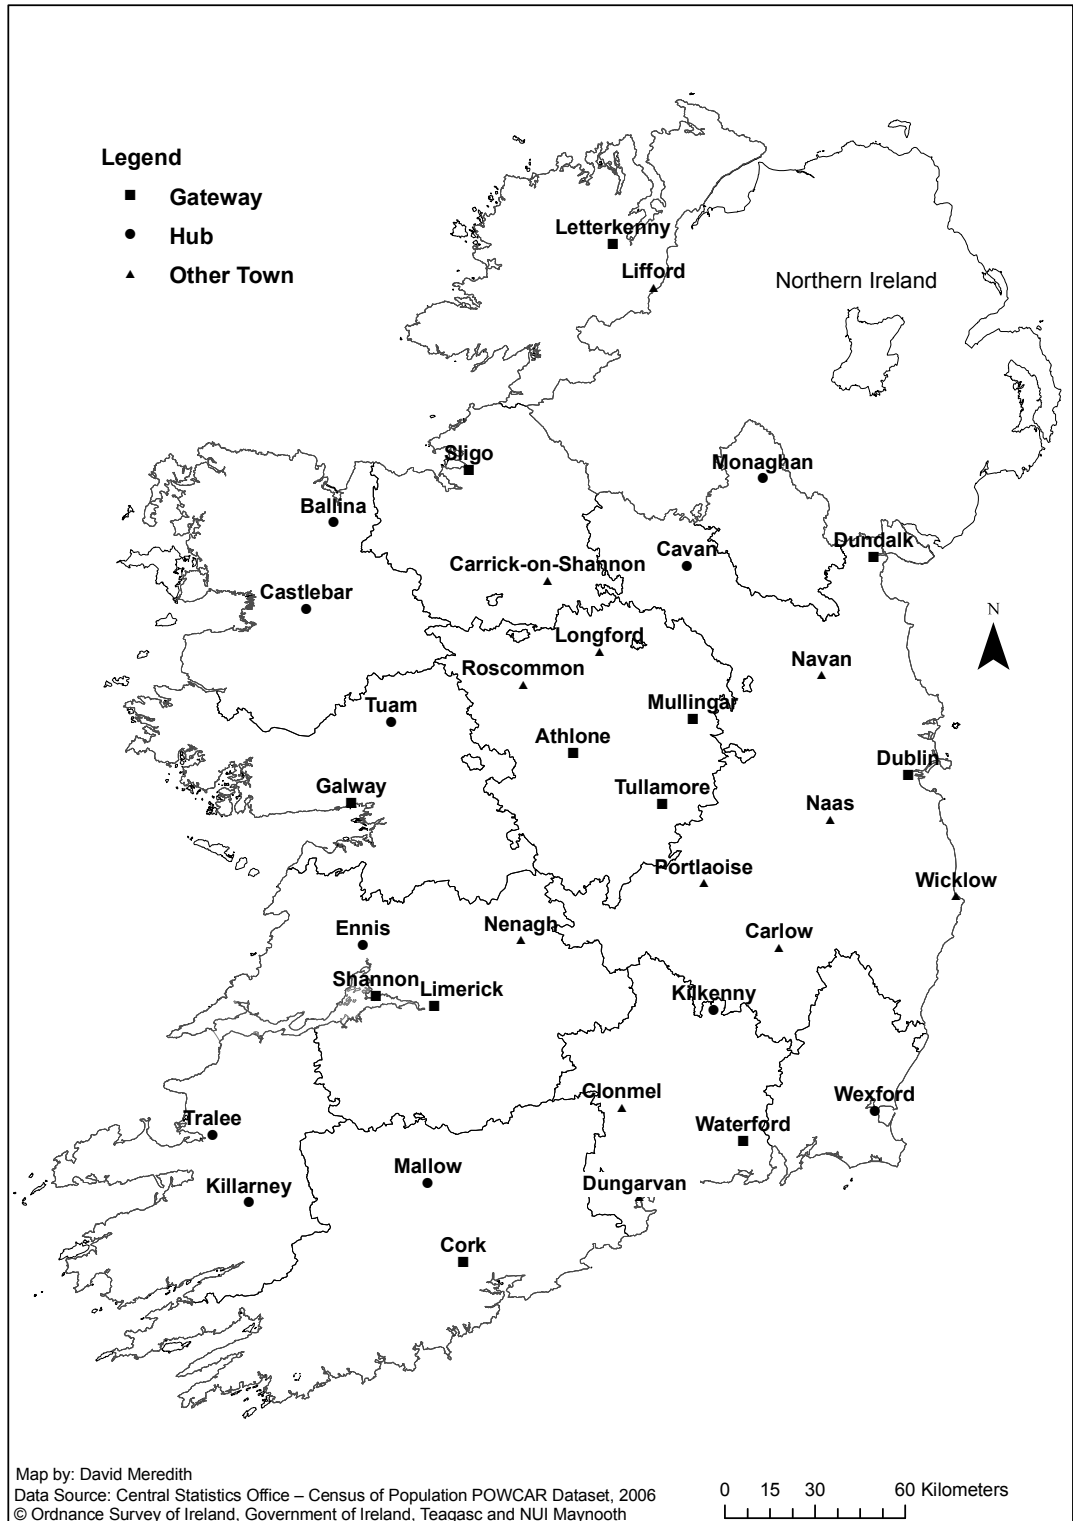 Legend
Gateway
Hub
Other Town
Letterkenny
Lifford
Northern Ireland
Sligo
Monaghan
Ballina
Dundalk
Cavan
Carrick-on-Shannon
Castlebar
N
Longford
Navan
Roscommon
Mullingar
Tuam
Athlone
Dublin
Galway
Tullamore
Naas
Portlaoise
Wicklow
Ennis
Nenagh
Carlow
Shannon
Limerick
Kilkenny
Clonmel
Wexford
Tralee
Waterford
Mallow
Killarney
Dungarvan
Cork
Map by: David Meredith
Data Source: Central Statistics Office – Census of Population POWCAR Dataset, 2006
© Ordnance Survey of Ireland, Government of Ireland, Teagasc and NUI Maynooth
0 15 30 60 Kilometers